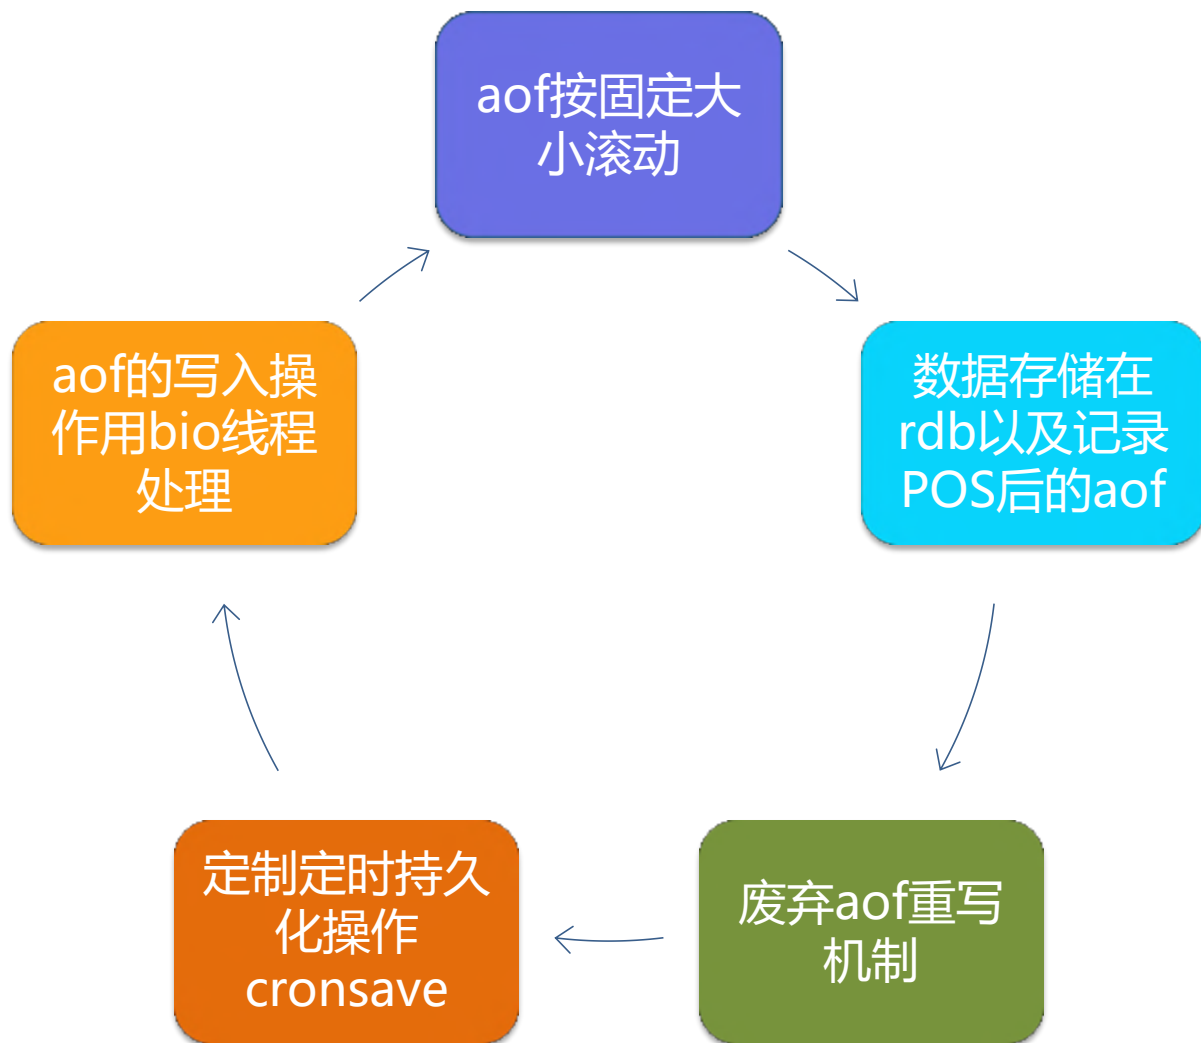 aof按固定大
小滚动
数据存储在
rdb以及记录
POS后的aof
废弃aof重写
机制
定制定时持久
化操作
cronsave
aof的写入操
作用bio线程
处理